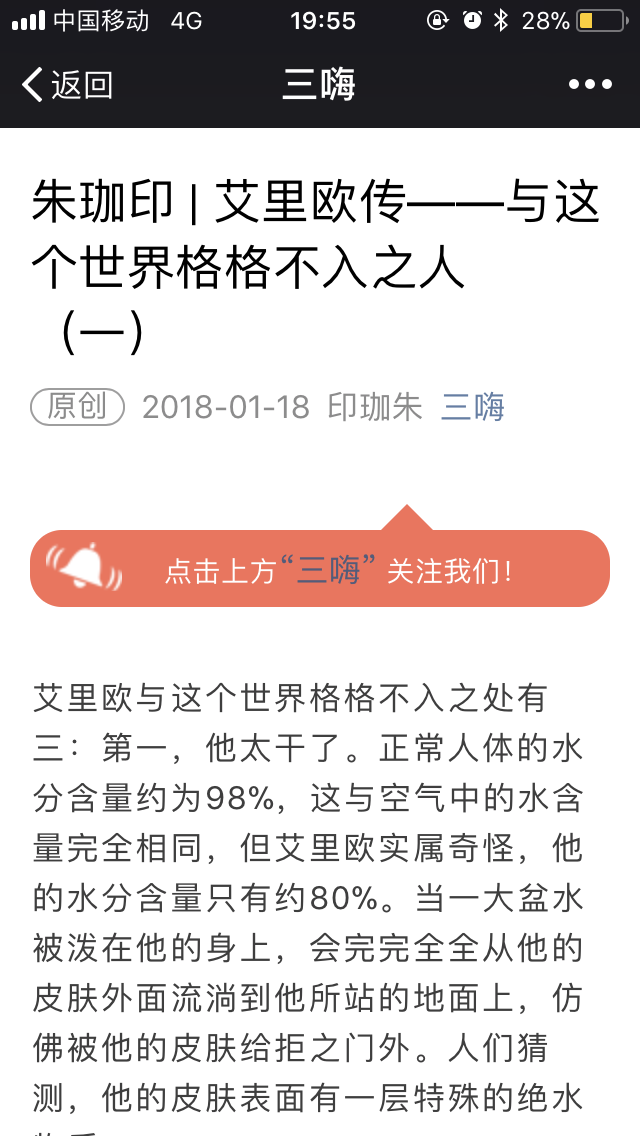 中国移动 4G 19:55 28%
返回 三嗨
朱珈印 | 艾里欧传——与这
个世界格格不入之人
（一）
原创 2018-01-18 印珈朱 三嗨
点击上方“三嗨” 关注我们！
艾里欧与这个世界格格不入之处有
三：第一，他太干了。正常人体的水
分含量约为98%，这与空气中的水含
量完全相同，但艾里欧实属奇怪，他
的水分含量只有约80%。当一大盆水
被泼在他的身上，会完完全全从他的
皮肤外面流淌到他所站的地面上，仿
佛被他的皮肤给拒之门外。人们猜
测，他的皮肤表面有一层特殊的绝水